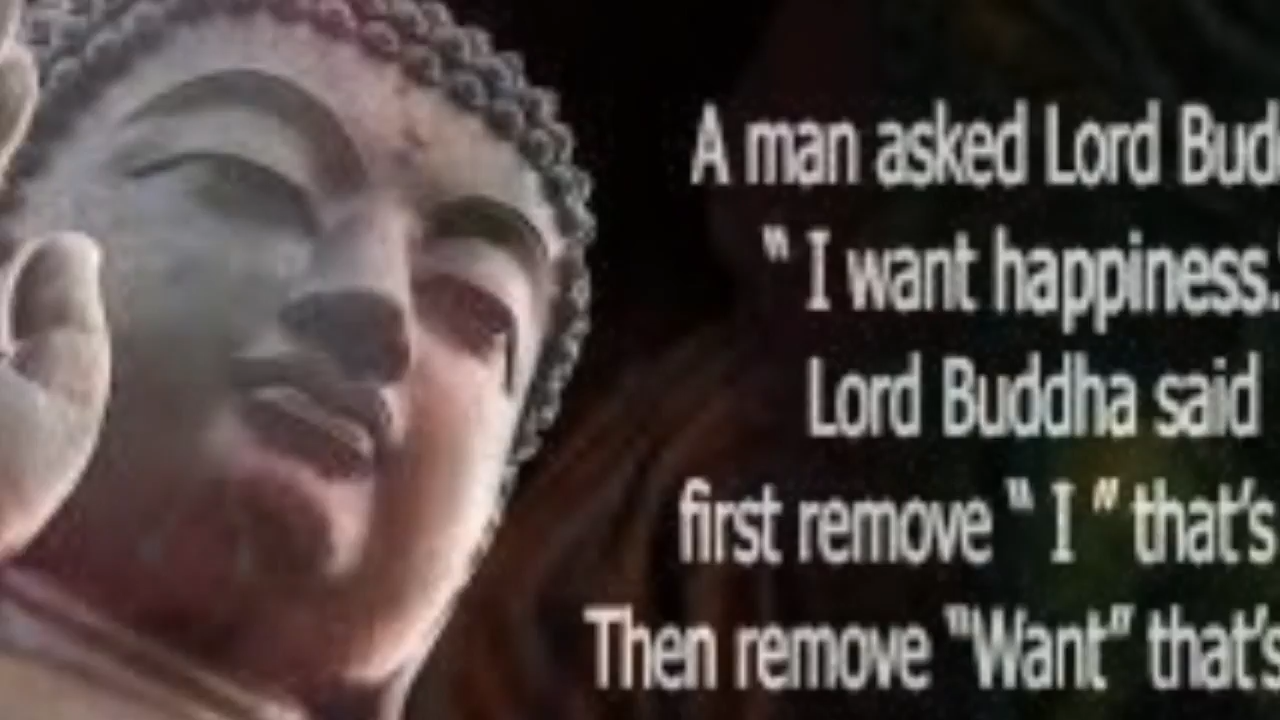 A man asked Lord Bud
" I want happiness."
Lord Buddha said
first remove " I " that's
Then remove "Want" that's